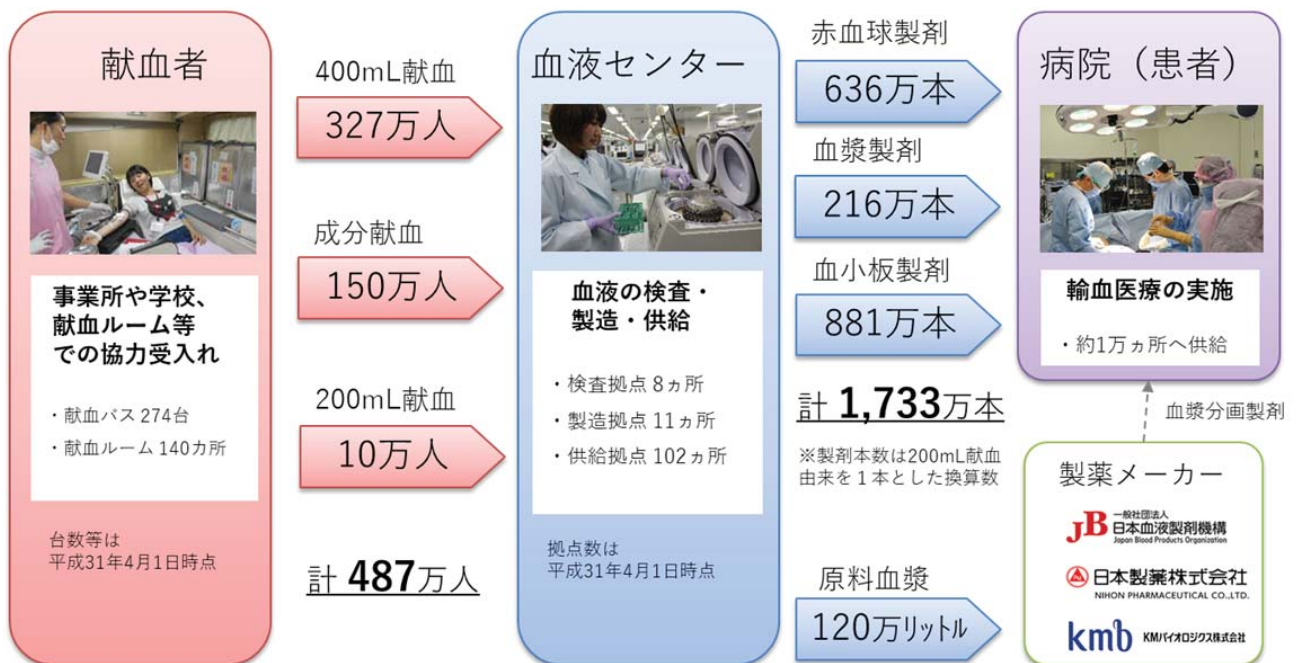 献血者
事業所や学校、
献血ルーム等
での協力受入れ
・献血バス 274台
・献血ルーム 140カ所
台数等は
平成31年4月1日時点
400mL献血
327万人
成分献血
150万人
200mL献血
10万人
計 487万人
血液センター
血液の検査・
製造・供給
・検査拠点 8ヵ所
・製造拠点 11ヵ所
・供給拠点 102ヵ所
拠点数は
平成31年4月1日時点
赤血球製剤
636万本
血漿製剤
216万本
血小板製剤
881万本
計 1,733万本
※製剤本数は200mL献血
由来を１本とした換算数
原料血漿
120万リットル
病院（患者）
輸血医療の実施
・約1万ヵ所へ供給
血漿分画製剤
製薬メーカー
JB
一般社団法人
日本血液製剤機構
Japan Blood Products Organization
日本製薬株式会社
NIHON PHARMACEUTICAL CO.,LTD.
kmb KMバイオロジクス株式会社